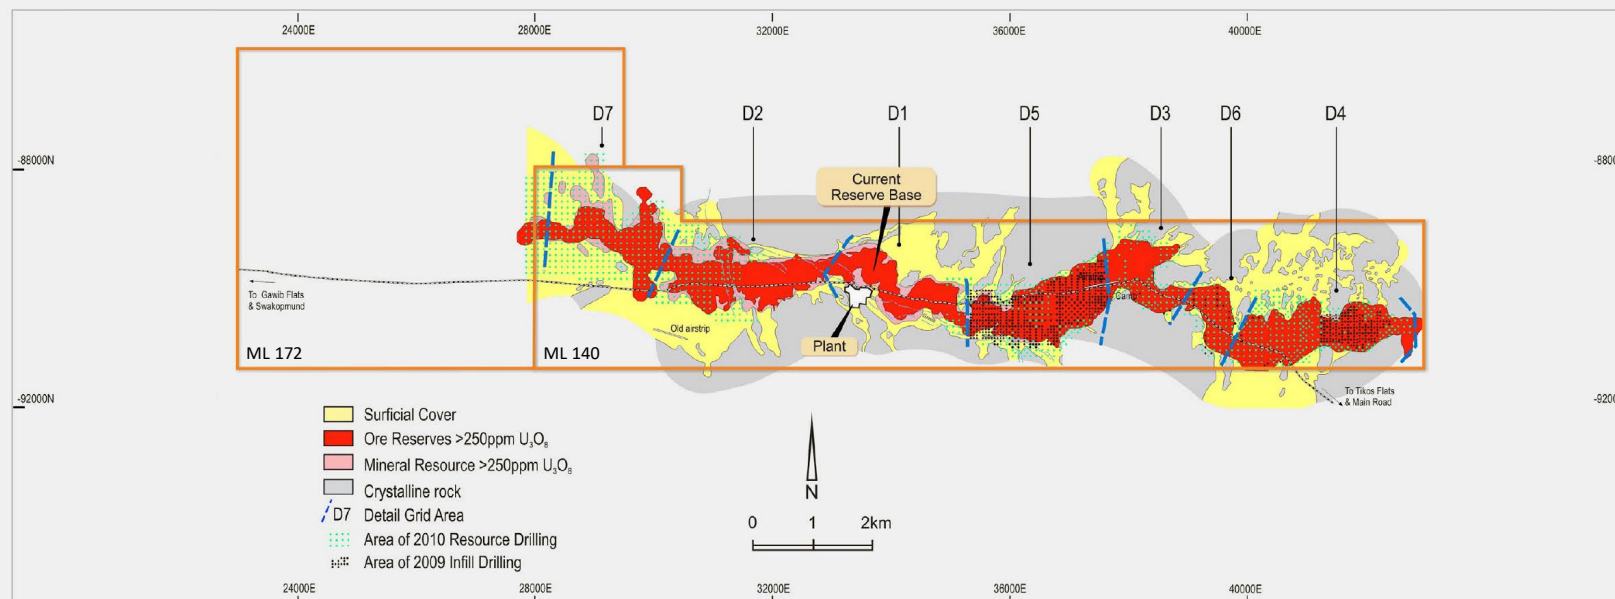 24000E 28000E 32000E 36000E 40000E
D7 D2 D1 D5 D3 D6 D4
-88000N
-8800
Current
Reserve Base
To Gawib Flats
& Swakopmund
Old airstrip
Camp
Plant
ML 172
ML 140
To Tikos Flats
& Main Road
-92000N
-9200
Surficial Cover
Ore Reserves >250ppm U₃O₈
Mineral Resource >250ppm U₃O₈
Crystalline rock
D7 Detail Grid Area
Area of 2010 Resource Drilling
Area of 2009 Infill Drilling
N
0 1 2km
24000E 28000E 32000E 36000E 40000E